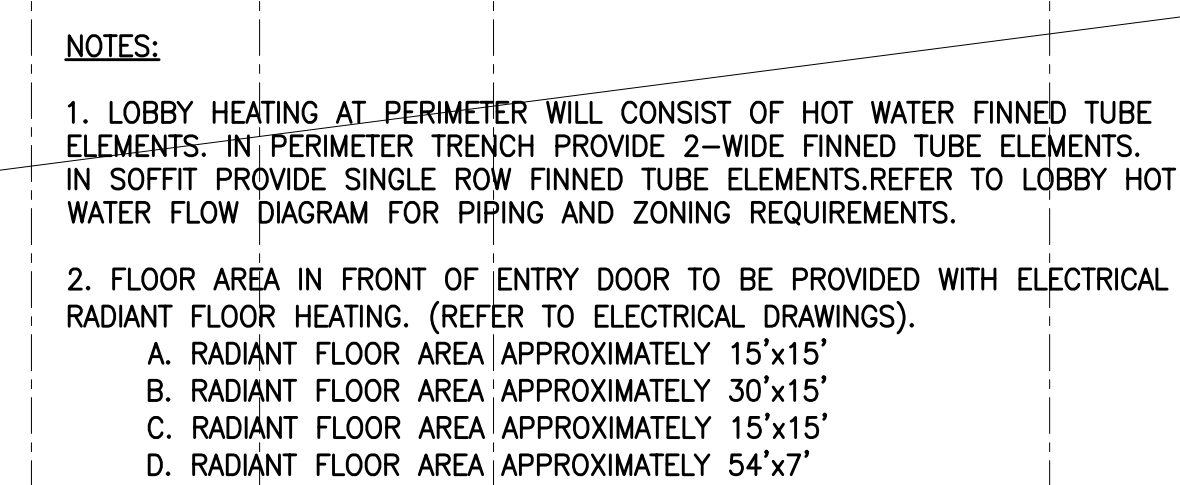 NOTES:
1. LOBBY HEATING AT PERIMETER WILL CONSIST OF HOT WATER FINNED TUBE
ELEMENTS. IN PERIMETER TRENCH PROVIDE 2-WIDE FINNED TUBE ELEMENTS.
IN SOFFIT PROVIDE SINGLE ROW FINNED TUBE ELEMENTS.REFER TO LOBBY HOT
WATER FLOW DIAGRAM FOR PIPING AND ZONING REQUIREMENTS.
2. FLOOR AREA IN FRONT OF ENTRY DOOR TO BE PROVIDED WITH ELECTRICAL
RADIANT FLOOR HEATING. (REFER TO ELECTRICAL DRAWINGS).
A. RADIANT FLOOR AREA APPROXIMATELY 15'x15'
B. RADIANT FLOOR AREA APPROXIMATELY 30'x15'
C. RADIANT FLOOR AREA APPROXIMATELY 15'x15'
D. RADIANT FLOOR AREA APPROXIMATELY 54'x7'